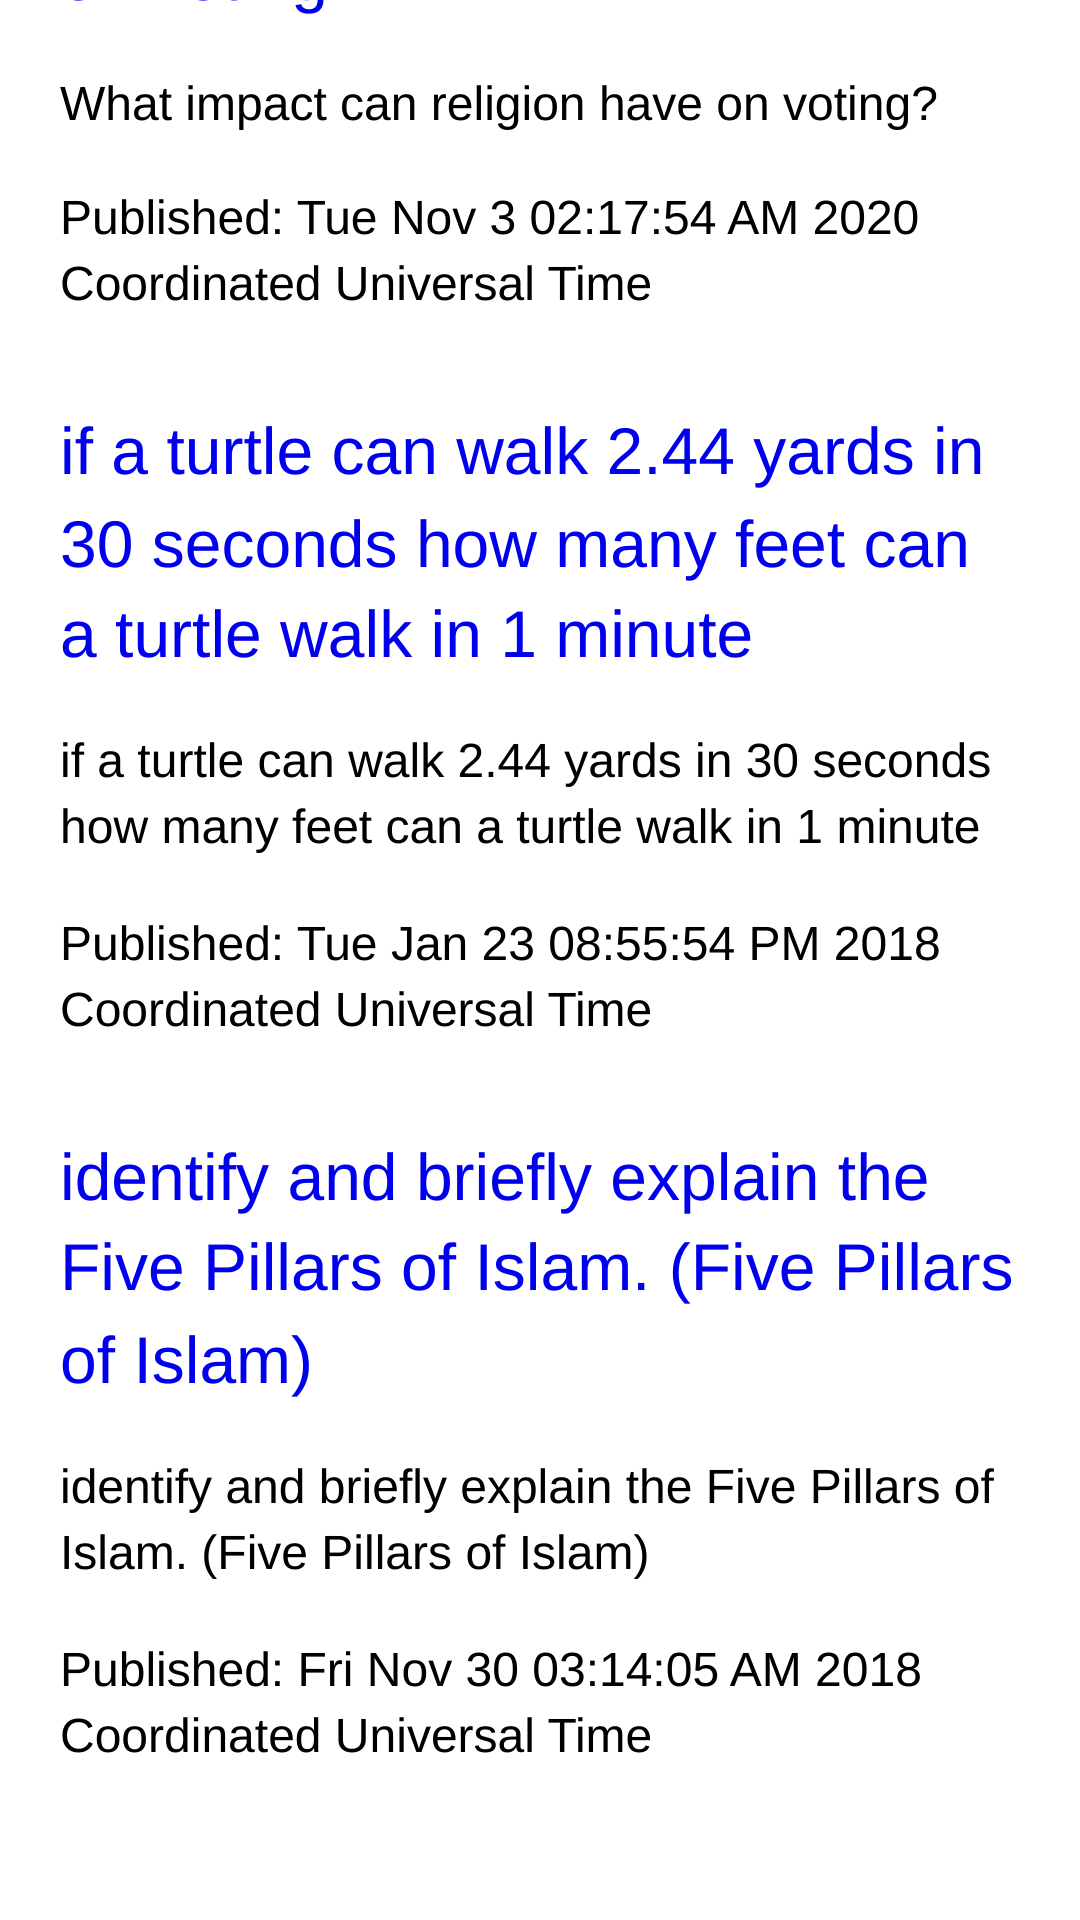 What impact can religion have on voting?
Published: Tue Nov 3 02:17:54 AM 2020
Coordinated Universal Time
if a turtle can walk 2.44 yards in
30 seconds how many feet can
a turtle walk in 1 minute
if a turtle can walk 2.44 yards in 30 seconds
how many feet can a turtle walk in 1 minute
Published: Tue Jan 23 08:55:54 PM 2018
Coordinated Universal Time
identify and briefly explain the
Five Pillars of Islam. (Five Pillars
of Islam)
identify and briefly explain the Five Pillars of
Islam. (Five Pillars of Islam)
Published: Fri Nov 30 03:14:05 AM 2018
Coordinated Universal Time